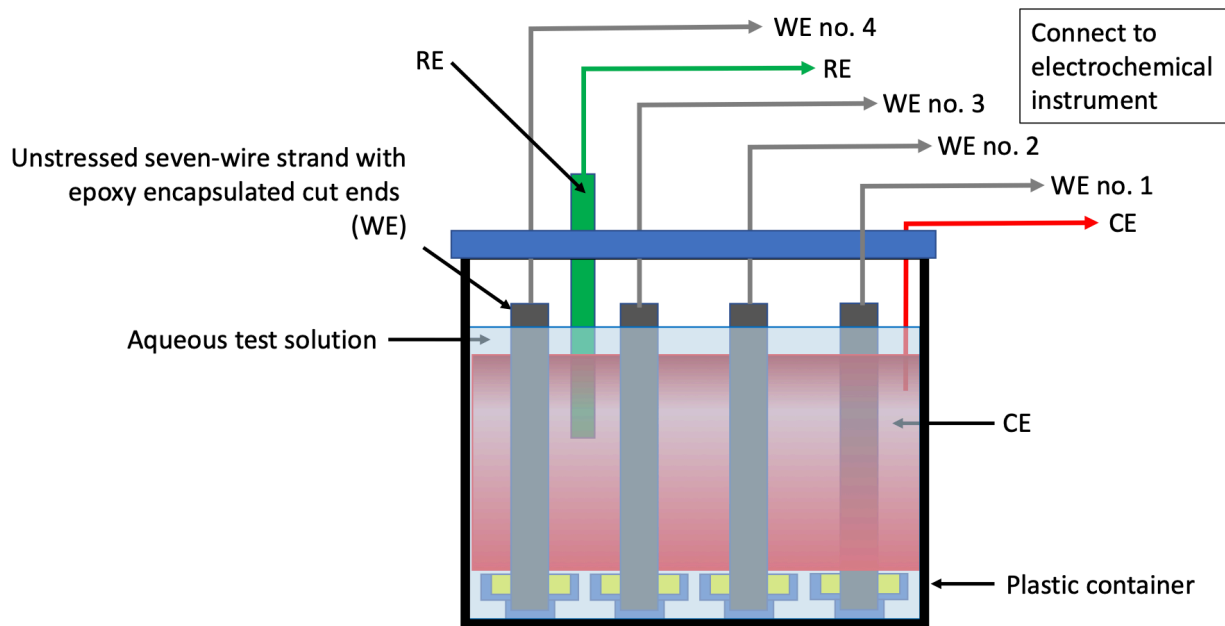 WE no. 4
Connect to
electrochemical
instrument
RE
RE
WE no. 3
Unstressed seven-wire strand with
epoxy encapsulated cut ends
(WE)
WE no. 2
WE no. 1
CE
Aqueous test solution
CE
Plastic container